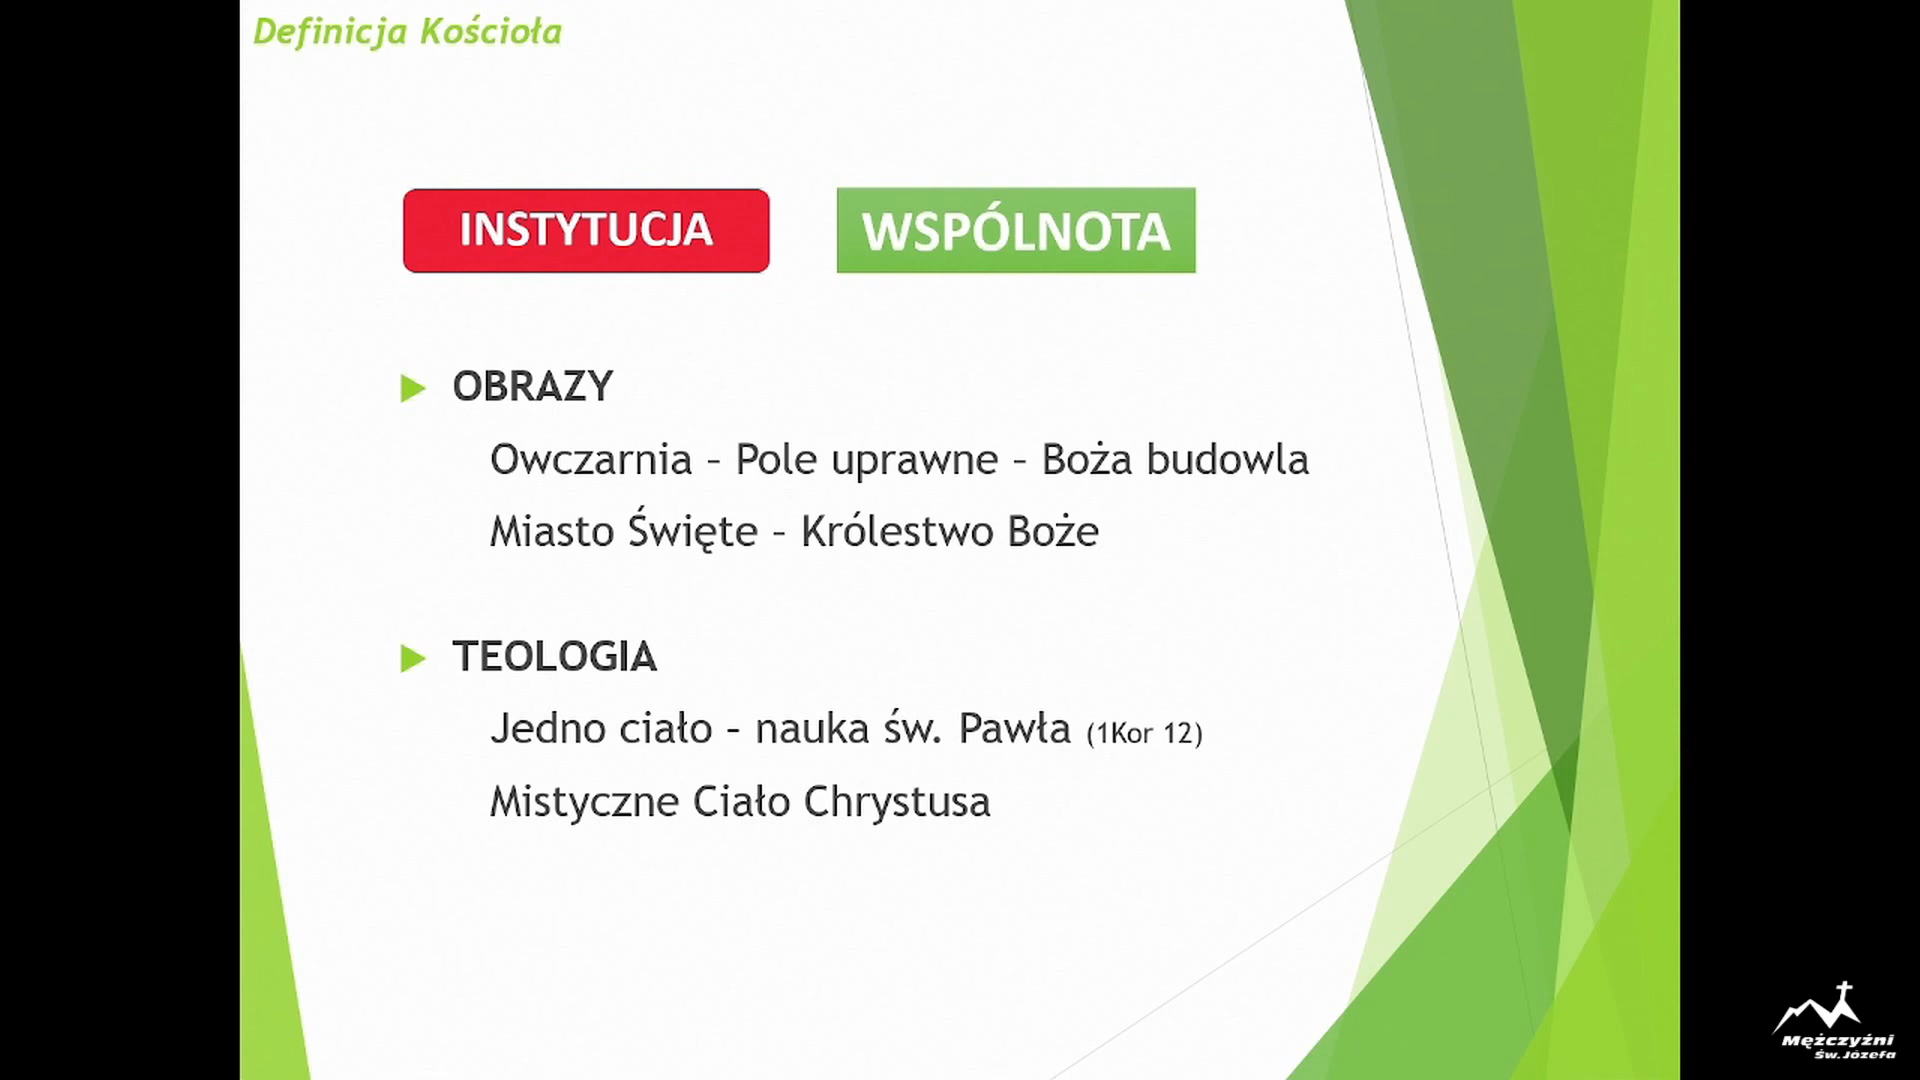 Definicja Kościoła
INSTYTUCJA
WSPÓLNOTA
OBRAZY
Owczarnia – Pole uprawne – Boża budowla
Miasto Święte – Królestwo Boże
TEOLOGIA
Jedno ciało – nauka św. Pawła (1Kor 12)
Mistyczne Ciało Chrystusa
Mężczyźni
Św. Józefa